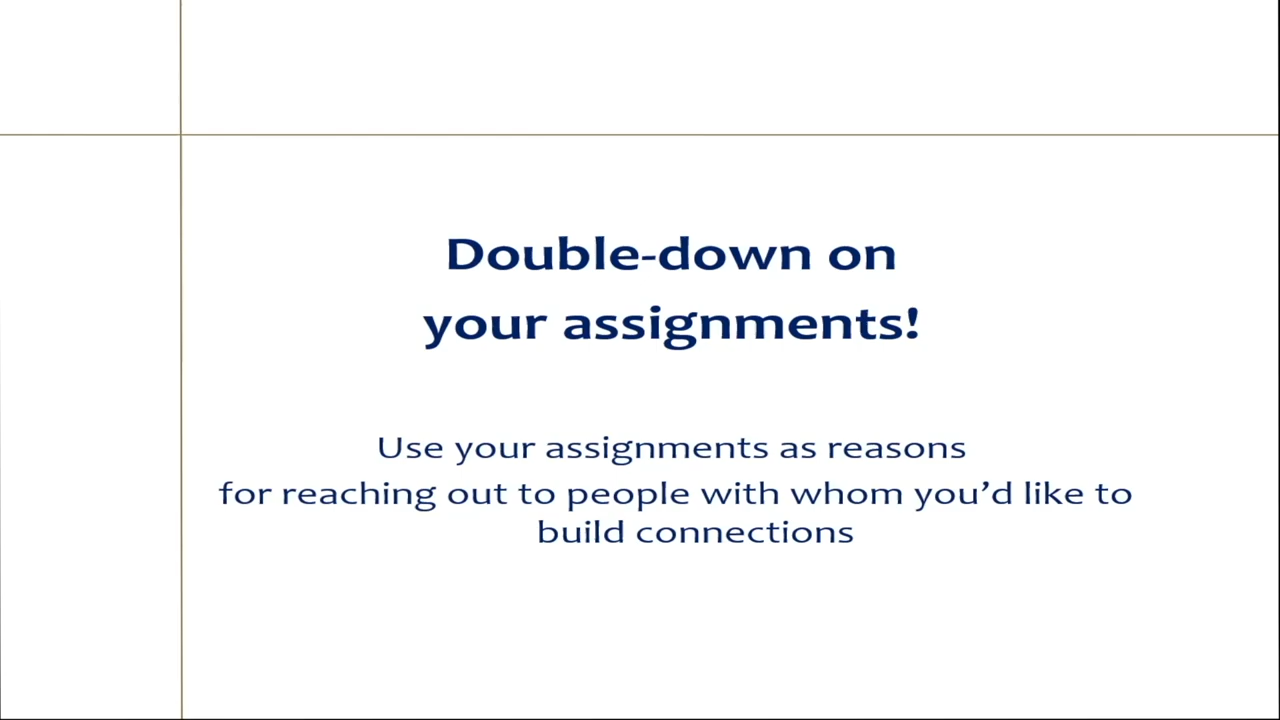 Double-down on
your assignments!
Use your assignments as reasons
for reaching out to people with whom you’d like to
build connections